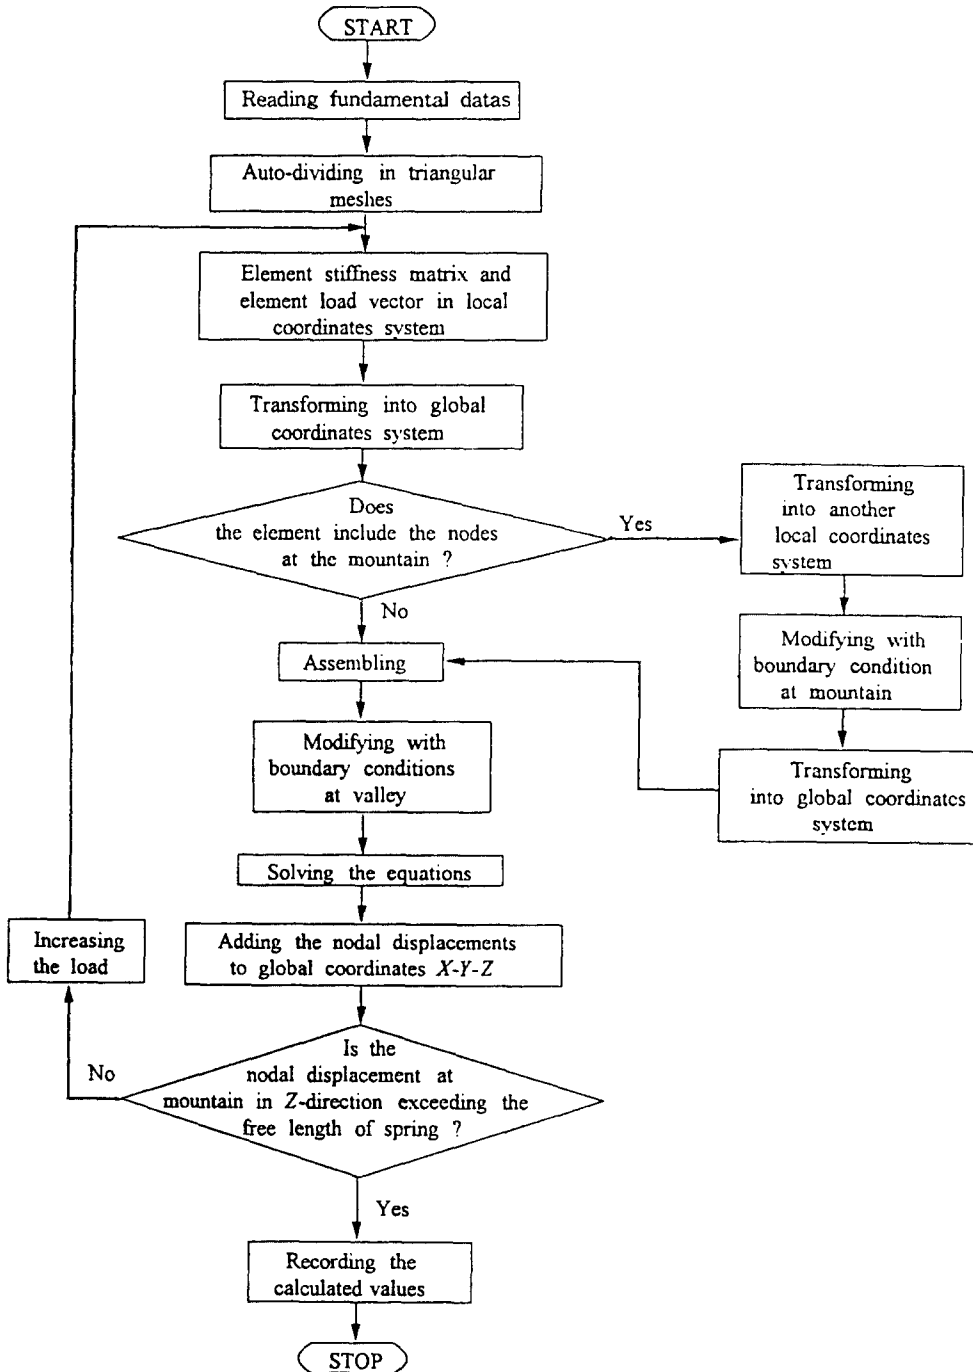 START
Reading fundamental datas
Auto-dividing in triangular
meshes
Element stiffness matrix and
element load vector in local
coordinates system
Transforming into global
coordinates system
Does
the element include the nodes
at the mountain ?
Yes
No
Transforming
into another
local coordinates
system
Modifying with
boundary condition
at mountain
Transforming
into global coordinates
system
Assembling
Modifying with
boundary conditions
at valley
Solving the equations
Adding the nodal displacements
to global coordinates X-Y-Z
Increasing
the load
Is the
nodal displacement at
mountain in Z-direction exceeding the
free length of spring ?
No
Yes
Recording the
calculated values
STOP